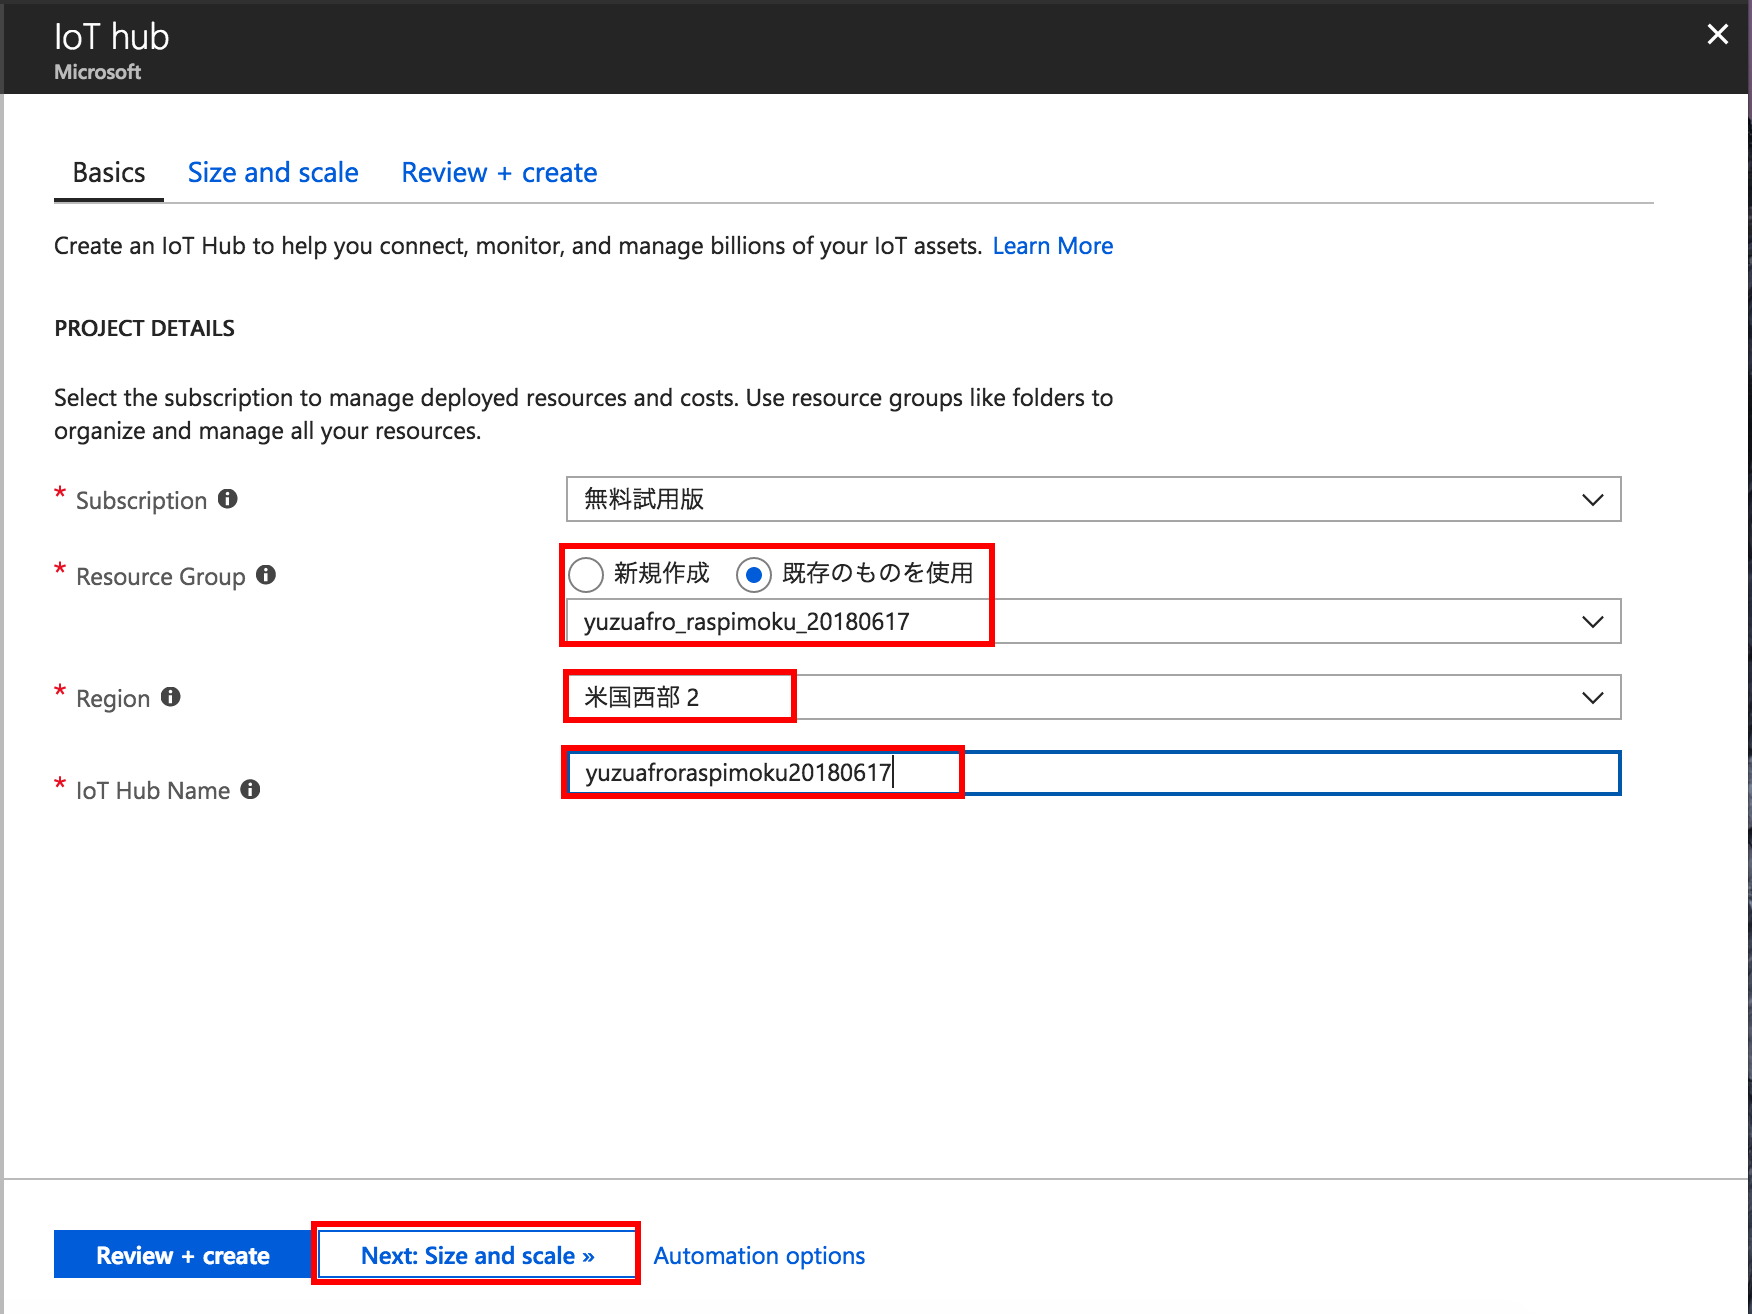 IoT hub
Microsoft
Basics Size and scale Review + create
Create an IoT Hub to help you connect, monitor, and manage billions of your IoT assets. Learn More
PROJECT DETAILS
Select the subscription to manage deployed resources and costs. Use resource groups like folders to
organize and manage all your resources.
* Subscription 無料試用版
* Resource Group 新規作成 既存のものを使用
yuzuafro_raspimoku_20180617
* Region 米国西部 2
* IoT Hub Name yuzuafroraspimoku20180617
Review + create Next: Size and scale » Automation options